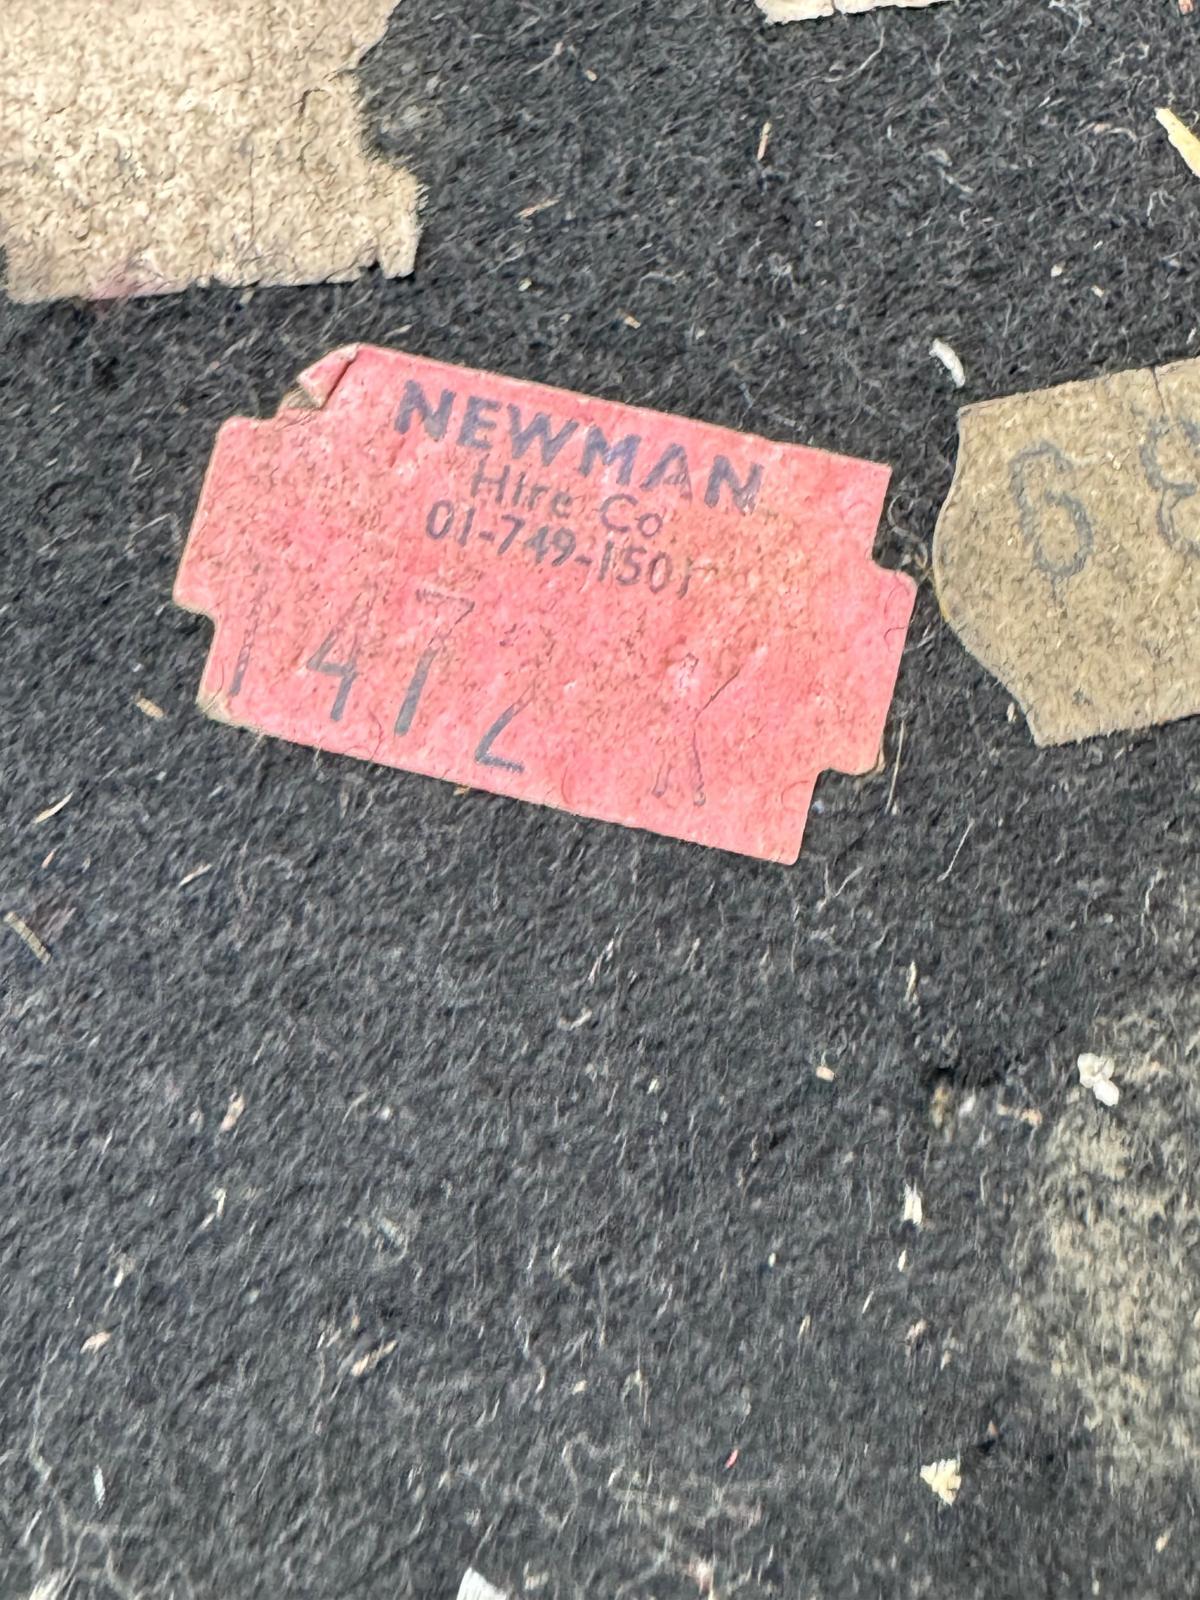 NEWMAN
Hire Co.
01-749-1501
1472 K
68